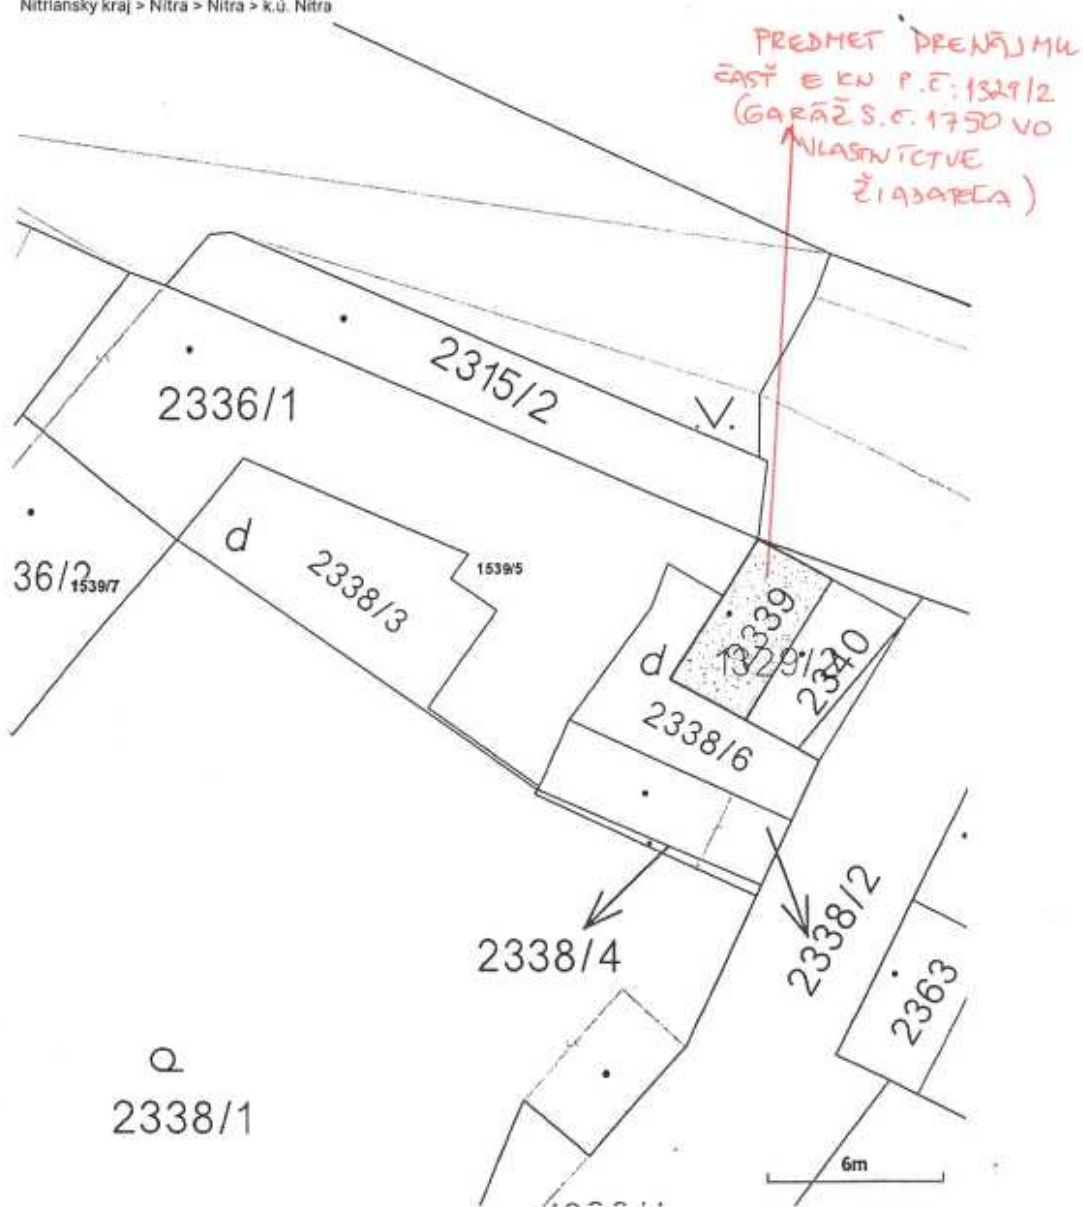 Nitriansky kraj > Nitra > Nitra > k.ú. Nitra
PREDMET PRENÁJMU
ČASŤ E KN P.Č: 1329/2
(GARÁŽ S.Č. 1750 VO
VLASTNÍCTVE
ŽIADATEĽA)
2315/2
2336/1
d
2338/3
1539/5
36/2
1539/7
2339
1329/2
2340
d
2338/6
2338/4
2338/2
2363
2338/1
6m